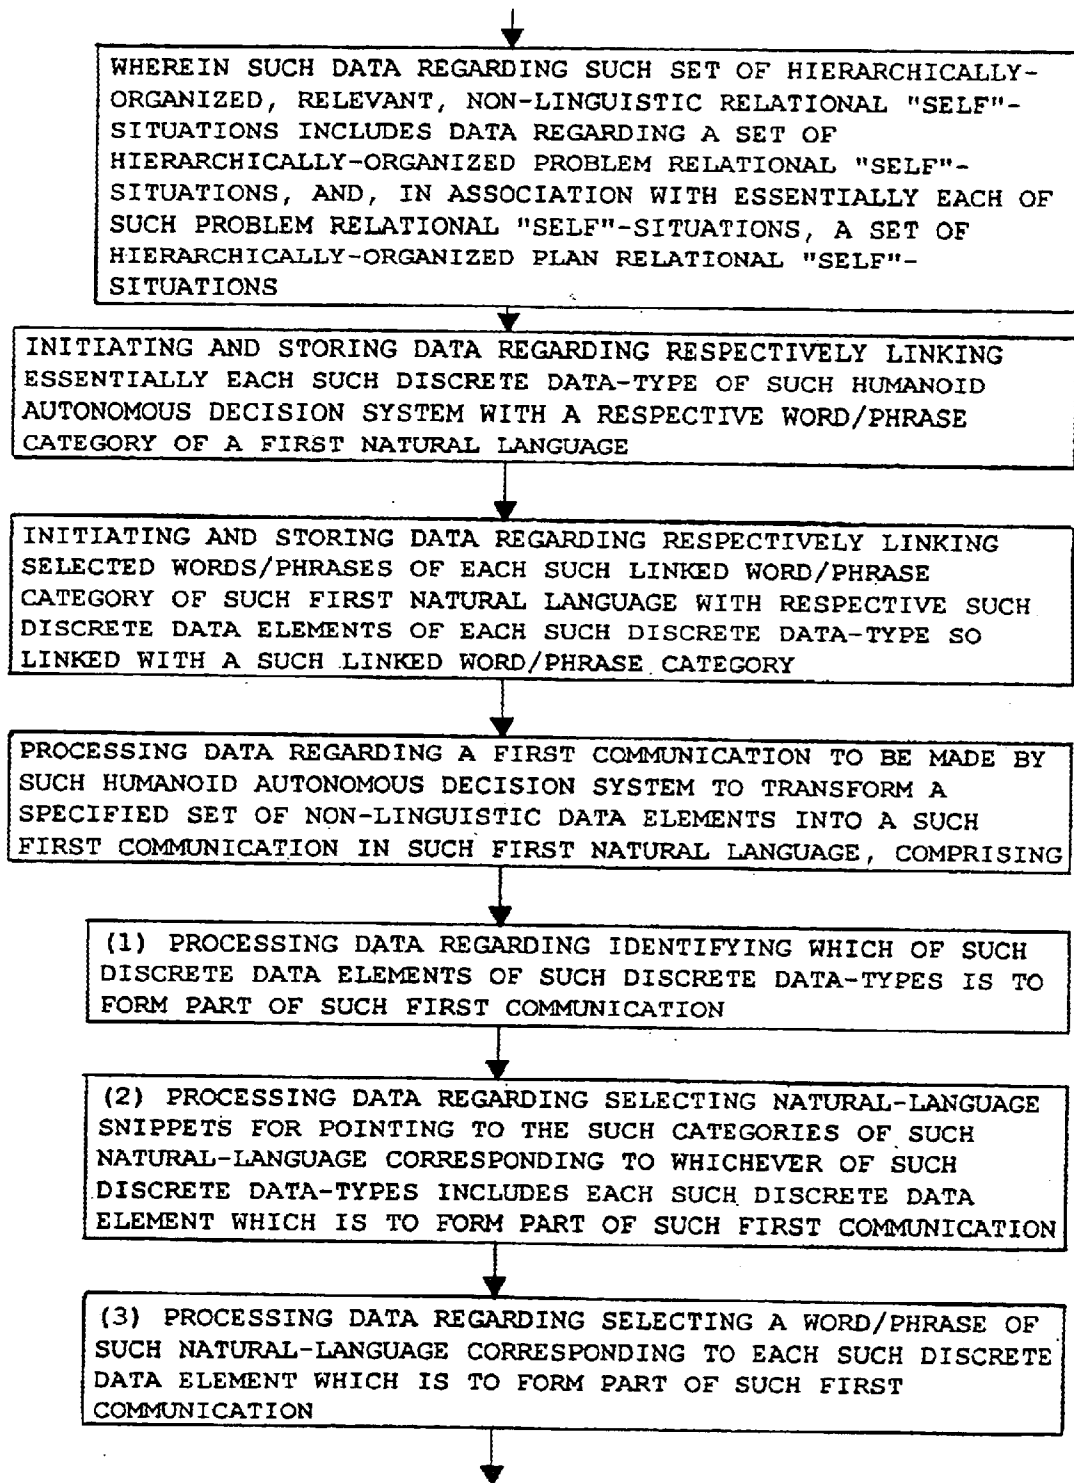 WHEREIN SUCH DATA REGARDING SUCH SET OF HIERARCHICALLY-
ORGANIZED, RELEVANT, NON-LINGUISTIC RELATIONAL "SELF"-
SITUATIONS INCLUDES DATA REGARDING A SET OF
HIERARCHICALLY-ORGANIZED PROBLEM RELATIONAL "SELF"-
SITUATIONS, AND, IN ASSOCIATION WITH ESSENTIALLY EACH OF
SUCH PROBLEM RELATIONAL "SELF"-SITUATIONS, A SET OF
HIERARCHICALLY-ORGANIZED PLAN RELATIONAL "SELF"-
SITUATIONS
INITIATING AND STORING DATA REGARDING RESPECTIVELY LINKING
ESSENTIALLY EACH SUCH DISCRETE DATA-TYPE OF SUCH HUMANOID
AUTONOMOUS DECISION SYSTEM WITH A RESPECTIVE WORD/PHRASE
CATEGORY OF A FIRST NATURAL LANGUAGE
INITIATING AND STORING DATA REGARDING RESPECTIVELY LINKING
SELECTED WORDS/PHRASES OF EACH SUCH LINKED WORD/PHRASE
CATEGORY OF SUCH FIRST NATURAL LANGUAGE WITH RESPECTIVE SUCH
DISCRETE DATA ELEMENTS OF EACH SUCH DISCRETE DATA-TYPE SO
LINKED WITH A SUCH LINKED WORD/PHRASE CATEGORY
PROCESSING DATA REGARDING A FIRST COMMUNICATION TO BE MADE BY
SUCH HUMANOID AUTONOMOUS DECISION SYSTEM TO TRANSFORM A
SPECIFIED SET OF NON-LINGUISTIC DATA ELEMENTS INTO A SUCH
FIRST COMMUNICATION IN SUCH FIRST NATURAL LANGUAGE, COMPRISING
(1) PROCESSING DATA REGARDING IDENTIFYING WHICH OF SUCH
DISCRETE DATA ELEMENTS OF SUCH DISCRETE DATA-TYPES IS TO
FORM PART OF SUCH FIRST COMMUNICATION
(2) PROCESSING DATA REGARDING SELECTING NATURAL-LANGUAGE
SNIPPETS FOR POINTING TO THE SUCH CATEGORIES OF SUCH
NATURAL-LANGUAGE CORRESPONDING TO WHICHEVER OF SUCH
DISCRETE DATA-TYPES INCLUDES EACH SUCH DISCRETE DATA
ELEMENT WHICH IS TO FORM PART OF SUCH FIRST COMMUNICATION
(3) PROCESSING DATA REGARDING SELECTING A WORD/PHRASE OF
SUCH NATURAL-LANGUAGE CORRESPONDING TO EACH SUCH DISCRETE
DATA ELEMENT WHICH IS TO FORM PART OF SUCH FIRST
COMMUNICATION